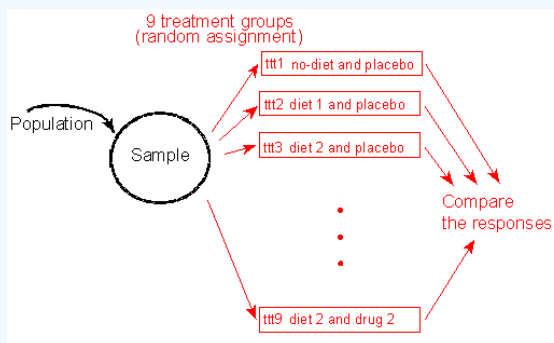 9 treatment groups
(random assignment)
ttt1 no-diet and placebo
ttt2 diet 1 and placebo
Population
Sample
ttt3 diet 2 and placebo
Compare
the responses
ttt9 diet 2 and drug 2